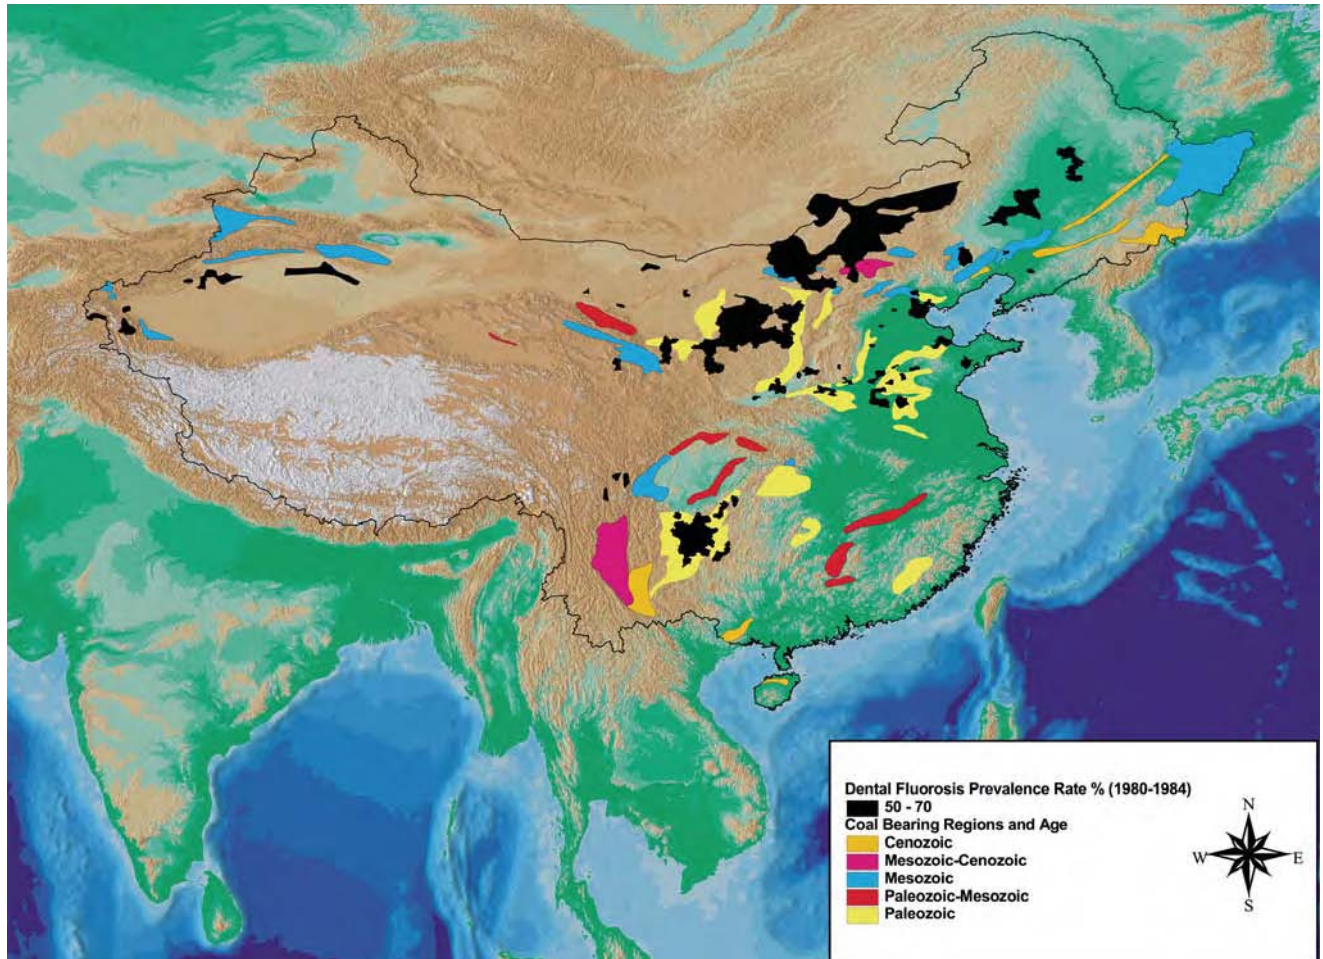 Dental Fluorosis Prevalence Rate % (1980-1984)
50 - 70
Coal Bearing Regions and Age
Cenozoic
Mesozoic-Cenozoic
Mesozoic
Paleozoic-Mesozoic
Paleozoic
N
W E
S